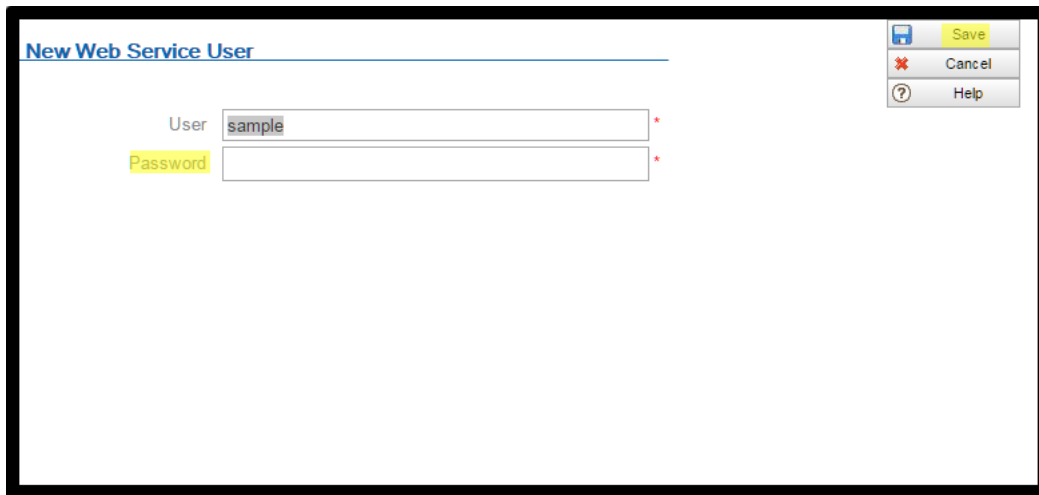 New Web Service User
Save
Cancel
Help
User sample *
Password *